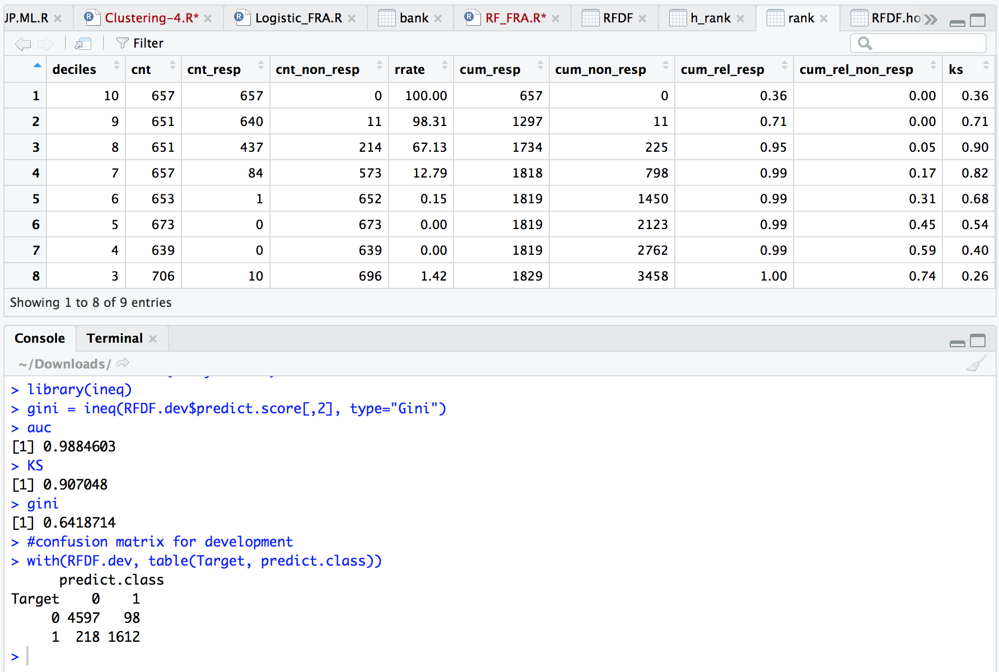 JP.ML.R Clustering-4.R* Logistic_FRA.R bank RF_FRA.R* RFDF h_rank rank RFDF.ho
Filter
deciles cnt cnt_resp cnt_non_resp rrate cum_resp cum_non_resp cum_rel_resp cum_rel_non_resp ks
1 10 657 657 0 100.00 657 0 0.36 0.00 0.36
2 9 651 640 11 98.31 1297 11 0.71 0.00 0.71
3 8 651 437 214 67.13 1734 225 0.95 0.05 0.90
4 7 657 84 573 12.79 1818 798 0.99 0.17 0.82
5 6 653 1 652 0.15 1819 1450 0.99 0.31 0.68
6 5 673 0 673 0.00 1819 2123 0.99 0.45 0.54
7 4 639 0 639 0.00 1819 2762 0.99 0.59 0.40
8 3 706 10 696 1.42 1829 3458 1.00 0.74 0.26
Showing 1 to 8 of 9 entries
Console Terminal
~/Downloads/
> library(ineq)
> gini = ineq(RFDF.dev$predict.score[,2], type="Gini")
> auc
[1] 0.9884603
> KS
[1] 0.907048
> gini
[1] 0.6418714
> #confusion matrix for development
> with(RFDF.dev, table(Target, predict.class))
predict.class
Target 0 1
0 4597 98
1 218 1612
>